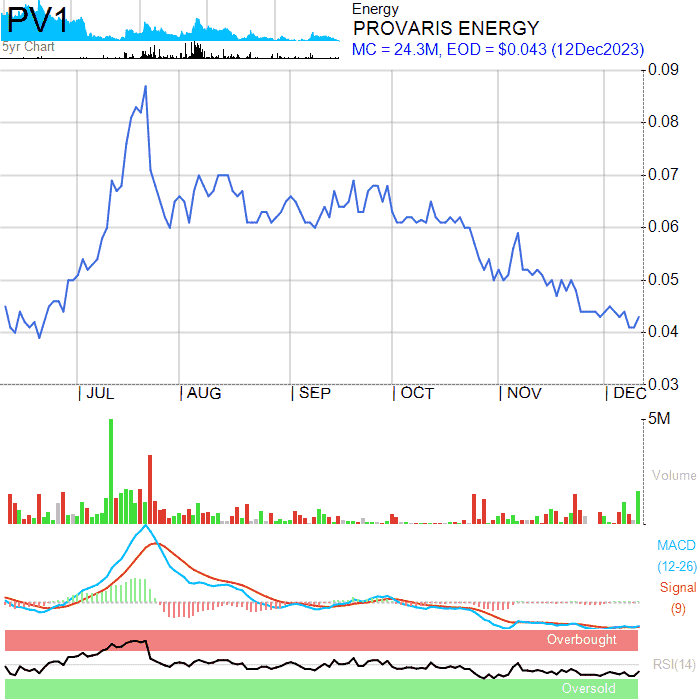 PV1
5yr Chart
Energy
PROVARIS ENERGY
MC = 24.3M, EOD = $0.043 (12Dec2023)
0.09
0.08
0.07
0.06
0.05
0.04
0.03
JUL AUG SEP OCT NOV DEC
5M
Volume
MACD
(12-26)
Signal
(9)
Overbought
RSI(14)
Oversold